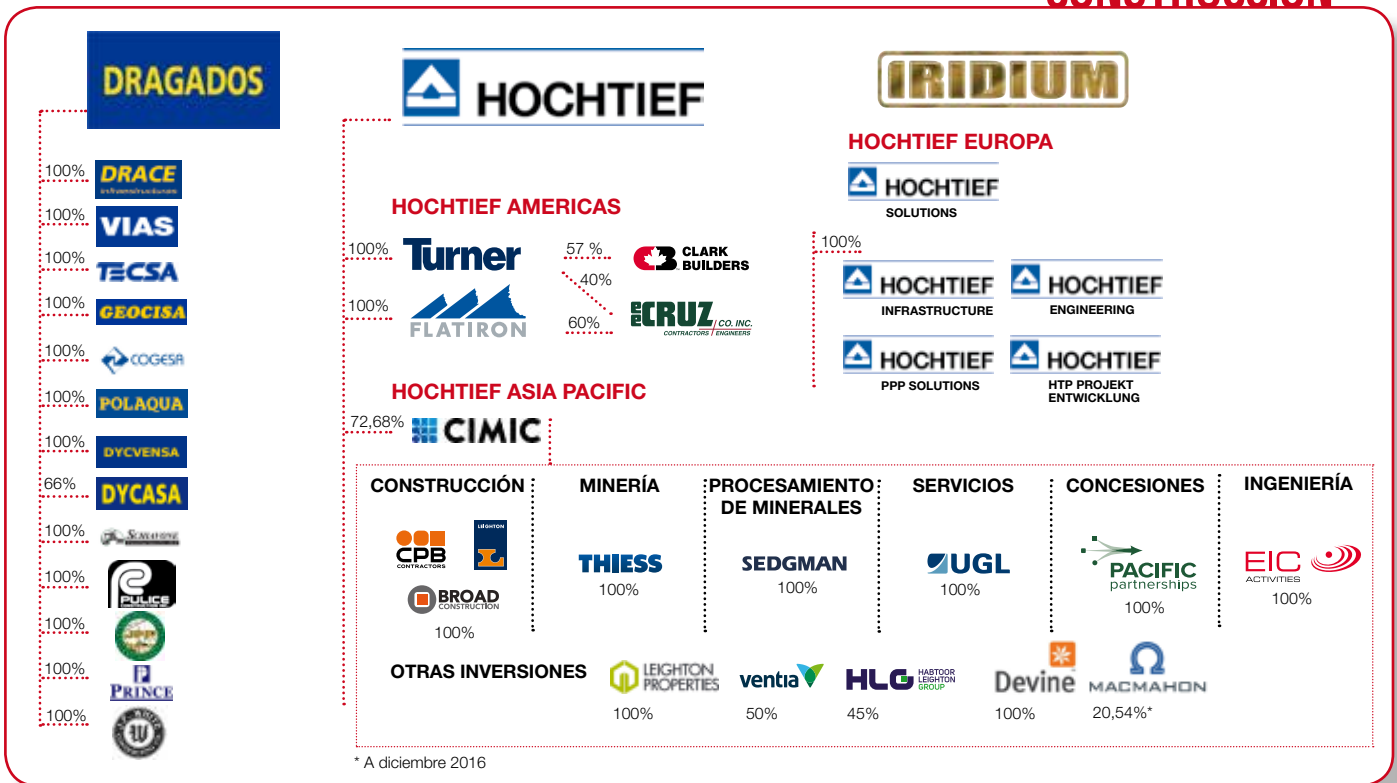 CONSTRUCCIÓN
DRAGADOS
100%
DRACE
infraestructuras
100%
VIAS
100%
TECSA
100%
GEOCISA
100%
COGESA
100%
POLAQUA
100%
DYCVENSA
66%
DYCASA
100%
SCHIAVONE
100%
PULICE
100%
100%
PRINCE
100%
W
HOCHTIEF
HOCHTIEF AMERICAS
100%
Turner
57 %
CLARK
BUILDERS
40%
100%
FLATIRON
60%
CRUZ CO. INC.
CONTRACTORS ENGINEERS
HOCHTIEF ASIA PACIFIC
72,68%
CIMIC
IRIDIUM
HOCHTIEF EUROPA
HOCHTIEF
SOLUTIONS
100%
HOCHTIEF
INFRASTRUCTURE
HOCHTIEF
ENGINEERING
HOCHTIEF
PPP SOLUTIONS
HOCHTIEF
HTP PROJEKT
ENTWICKLUNG
CONSTRUCCIÓN
CPB
CONTRACTORS
LEIGHTON
L
BROAD
CONSTRUCTION
100%
MINERÍA
THIESS
100%
PROCESAMIENTO
DE MINERALES
SEDGMAN
100%
SERVICIOS
UGL
100%
CONCESIONES
PACIFIC
partnerships
100%
INGENIERÍA
EIC
ACTIVITIES
100%
OTRAS INVERSIONES
LEIGHTON
PROPERTIES
100%
ventia
50%
HLG
HABTOOR
LEIGHTON
GROUP
45%
Devine
100%
MACMAHON
20,54%*
* A diciembre 2016